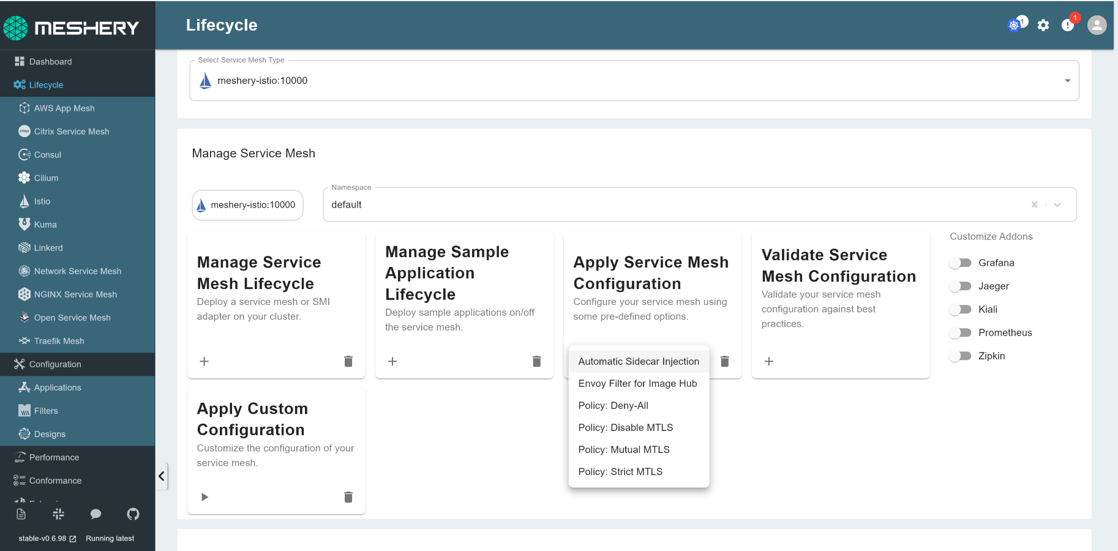 MESHERY
Lifecycle
1
1
Dashboard
Lifecycle
AWS App Mesh
Citrix Service Mesh
Consul
Cilium
Istio
Kuma
Linkerd
Network Service Mesh
NGINX Service Mesh
Open Service Mesh
Traefik Mesh
Configuration
Applications
Filters
Designs
Performance
Conformance
stable-v0.6.98
Running latest
Select Service Mesh Type
meshery-istio:10000
Manage Service Mesh
meshery-istio:10000
Namespace
default
Manage Service
Mesh Lifecycle
Deploy a service mesh or SMI
adapter on your cluster.
Manage Sample
Application
Lifecycle
Deploy sample applications on/off
the service mesh.
Apply Service Mesh
Configuration
Configure your service mesh using
some pre-defined options.
Automatic Sidecar Injection
Envoy Filter for Image Hub
Policy: Deny-All
Policy: Disable MTLS
Policy: Mutual MTLS
Policy: Strict MTLS
Validate Service
Mesh Configuration
Validate your service mesh
configuration against best
practices.
Customize Addons
Grafana
Jaeger
Kiali
Prometheus
Zipkin
Apply Custom
Configuration
Customize the configuration of your
service mesh.